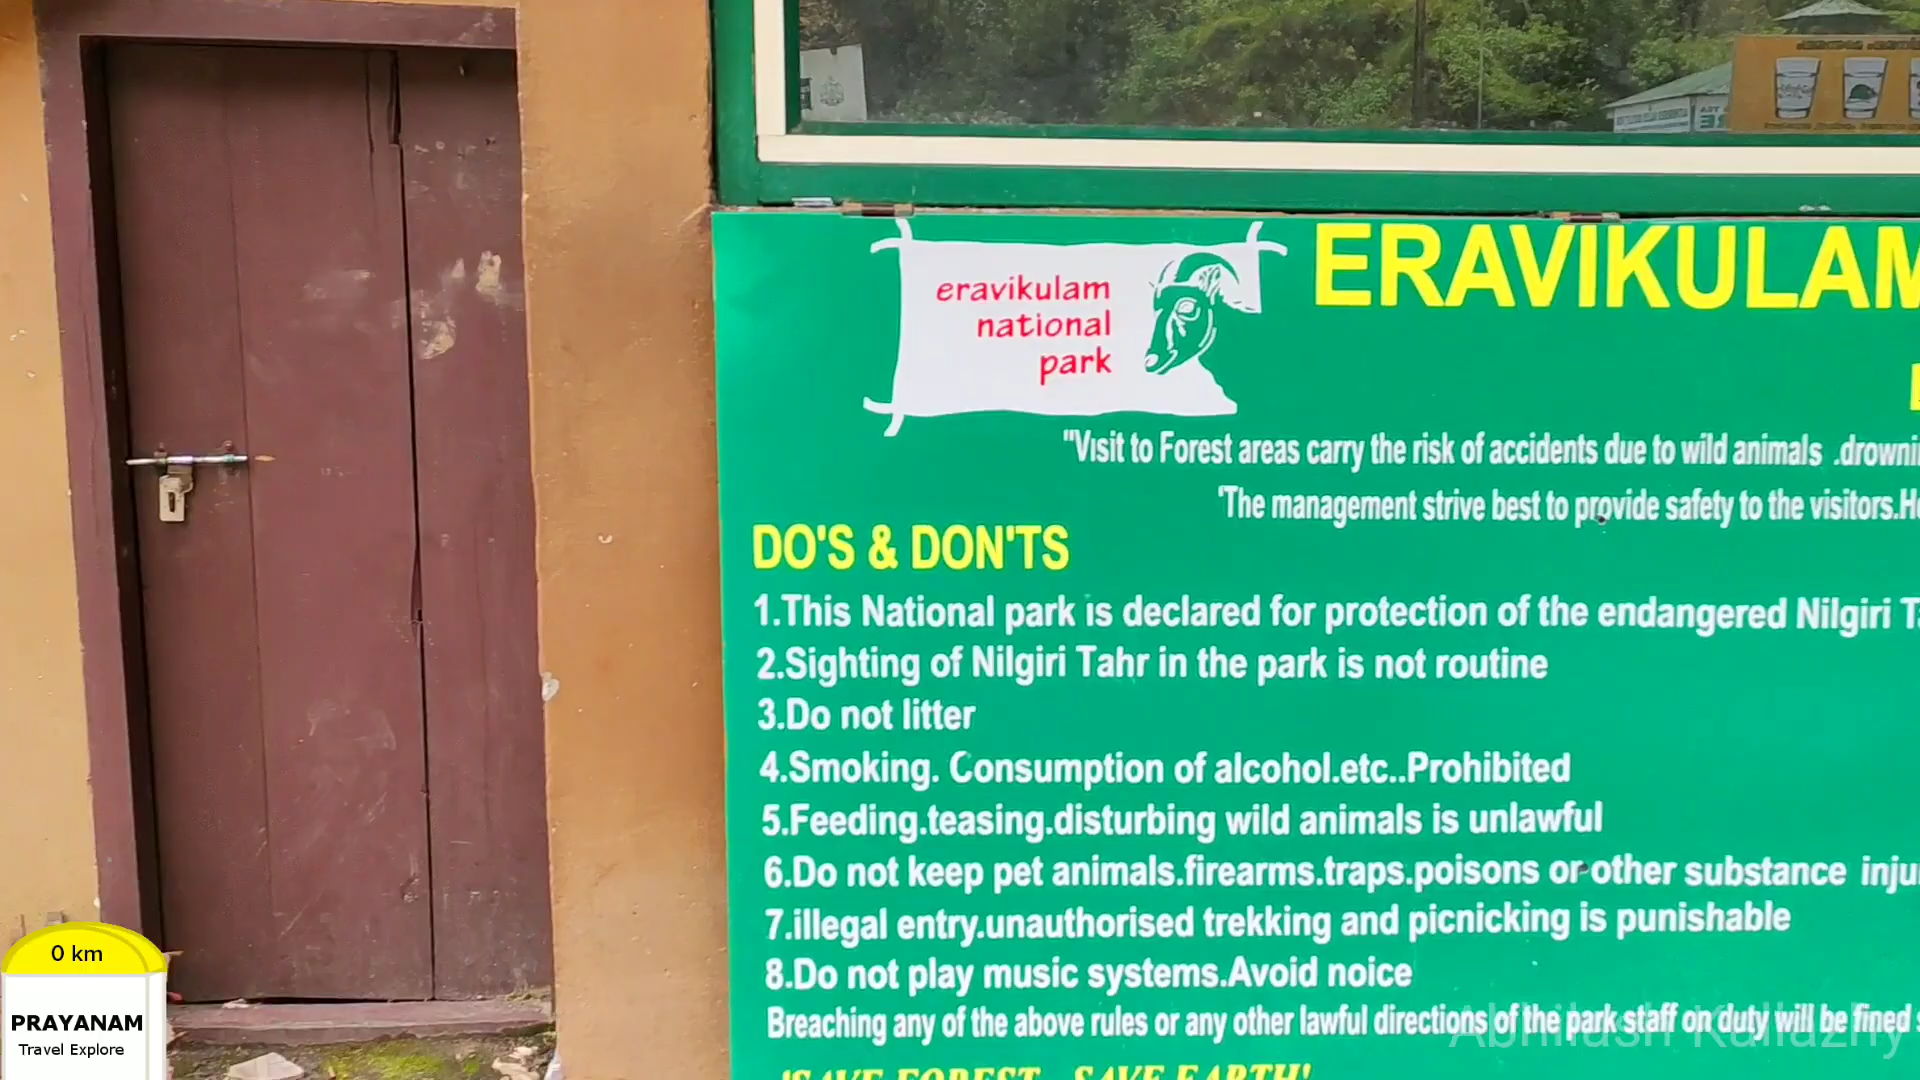 eravikulam
national
park
ERAVIKULAM
"Visit to Forest areas carry the risk of accidents due to wild animals .drowni
'The management strive best to provide safety to the visitors.H
DO'S & DON'TS
1.This National park is declared for protection of the endangered Nilgiri T
2.Sighting of Nilgiri Tahr in the park is not routine
3.Do not litter
4.Smoking. Consumption of alcohol.etc..Prohibited
5.Feeding.teasing.disturbing wild animals is unlawful
6.Do not keep pet animals.firearms.traps.poisons or other substance inju
7.illegal entry.unauthorised trekking and picnicking is punishable
8.Do not play music systems.Avoid noice
Breaching any of the above rules or any other lawful directions of the park staff on duty will be fined
'SAVE FOREST.. SAVE EARTH!
0 km
PRAYANAM
Travel Explore
Abhilash Kallazhy